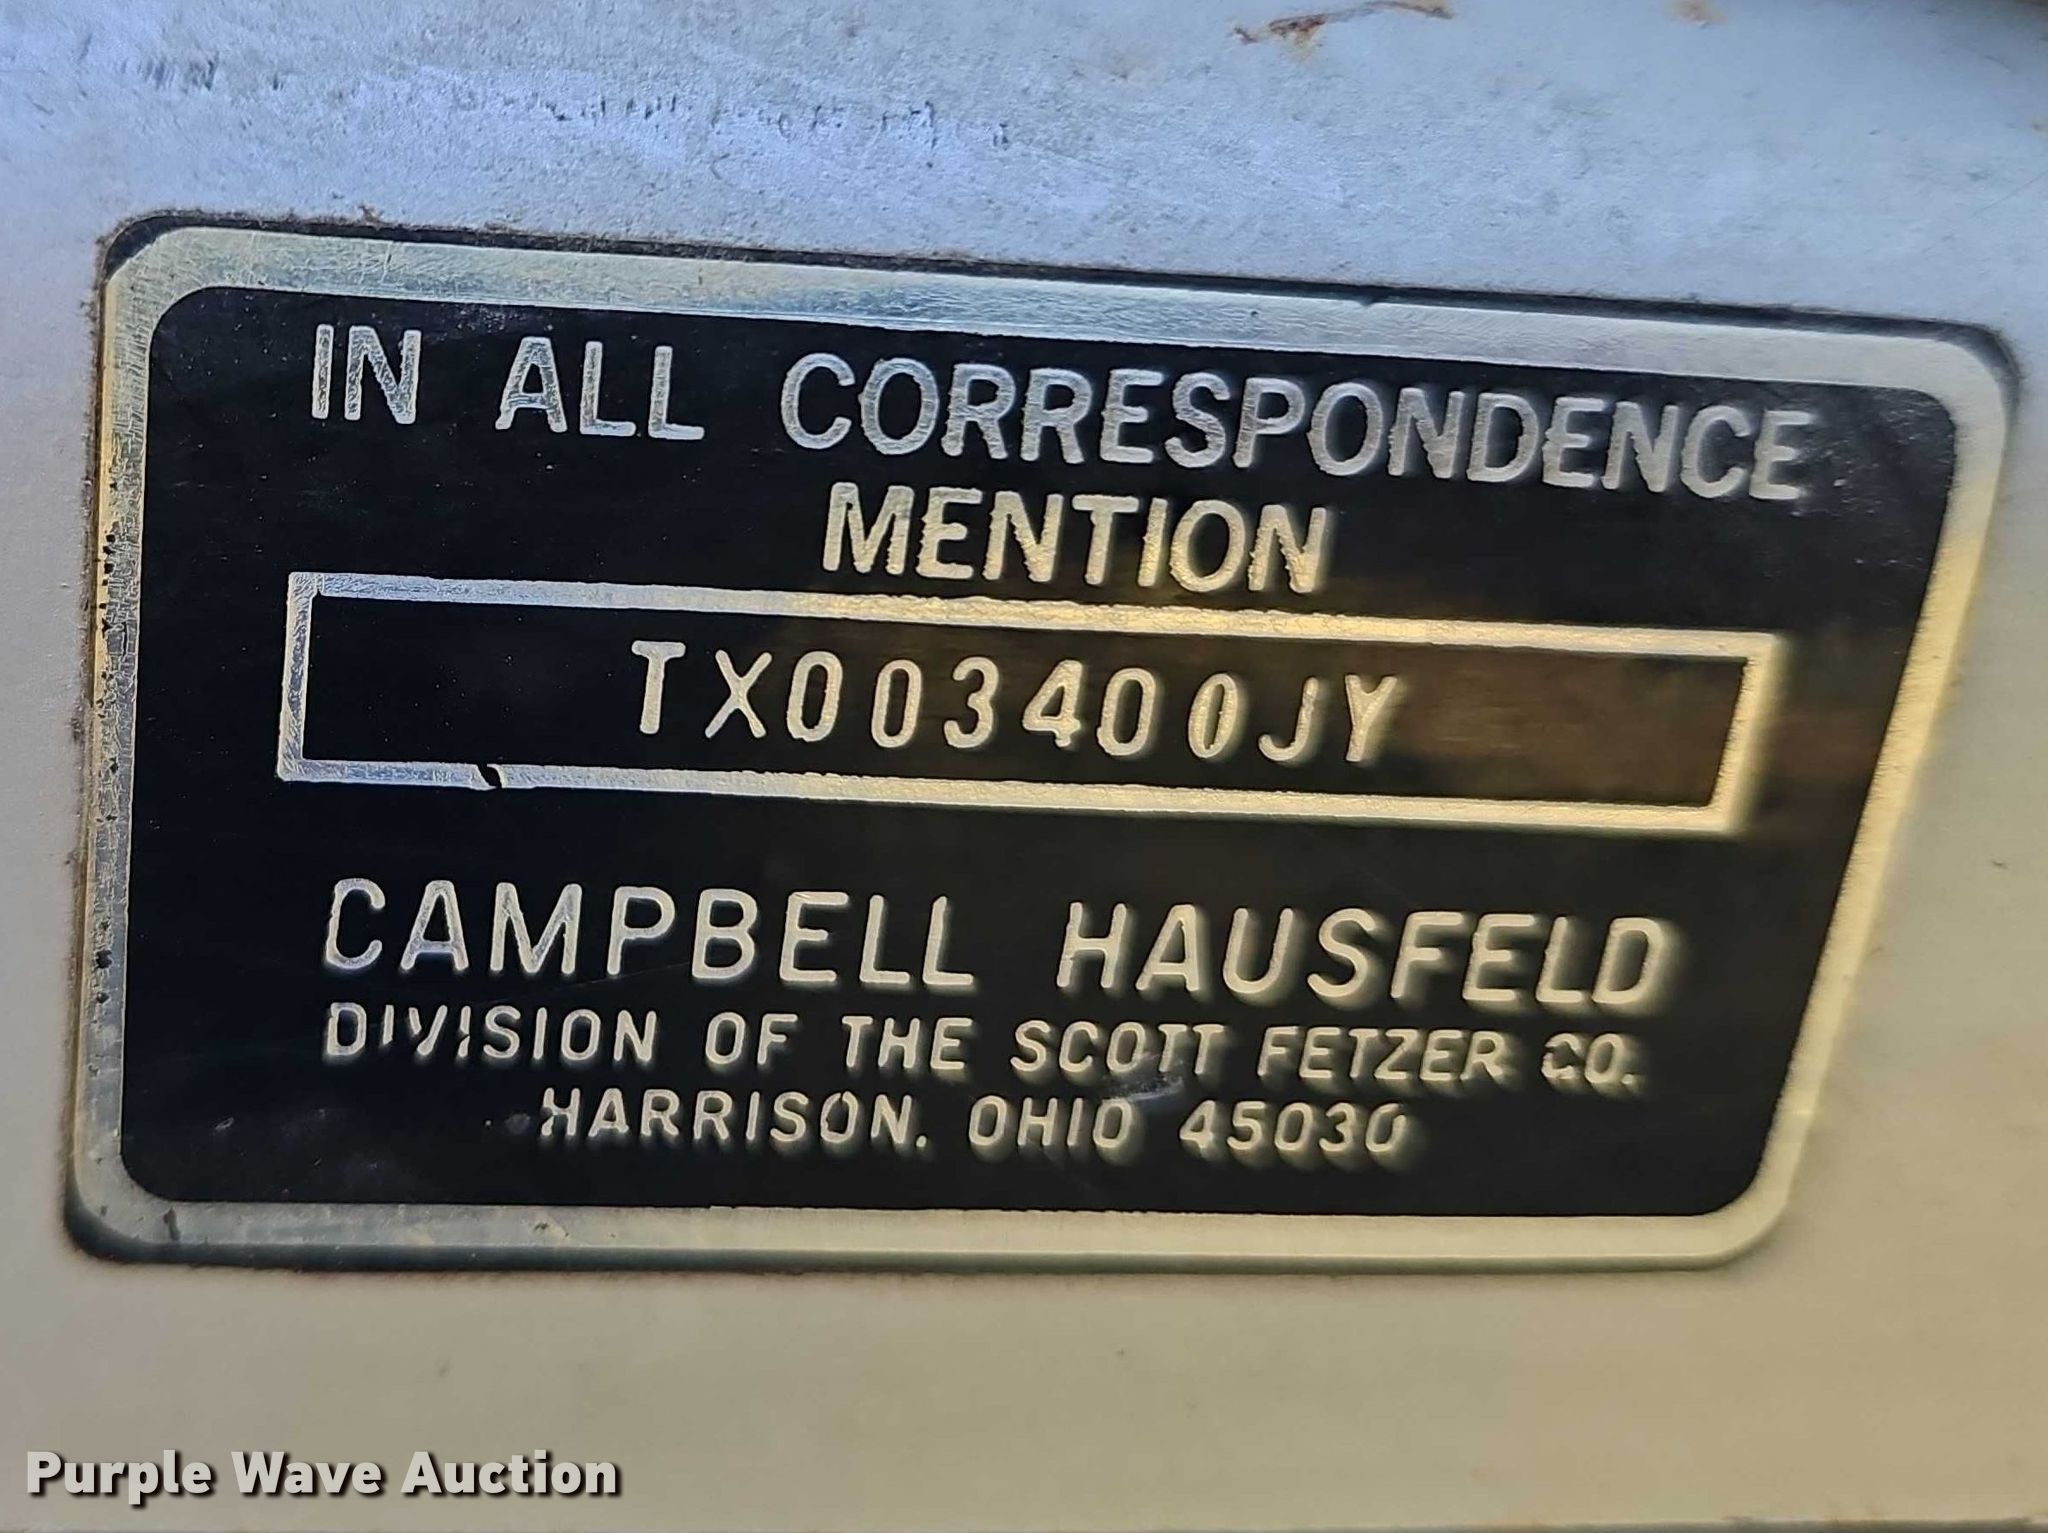 IN ALL CORRESPONDENCE
MENTION
TX003400JY
CAMPBELL HAUSFELD
DIVISION OF THE SCOTT FETZER CO.
HARRISON, OHIO 45030
Purple Wave Auction